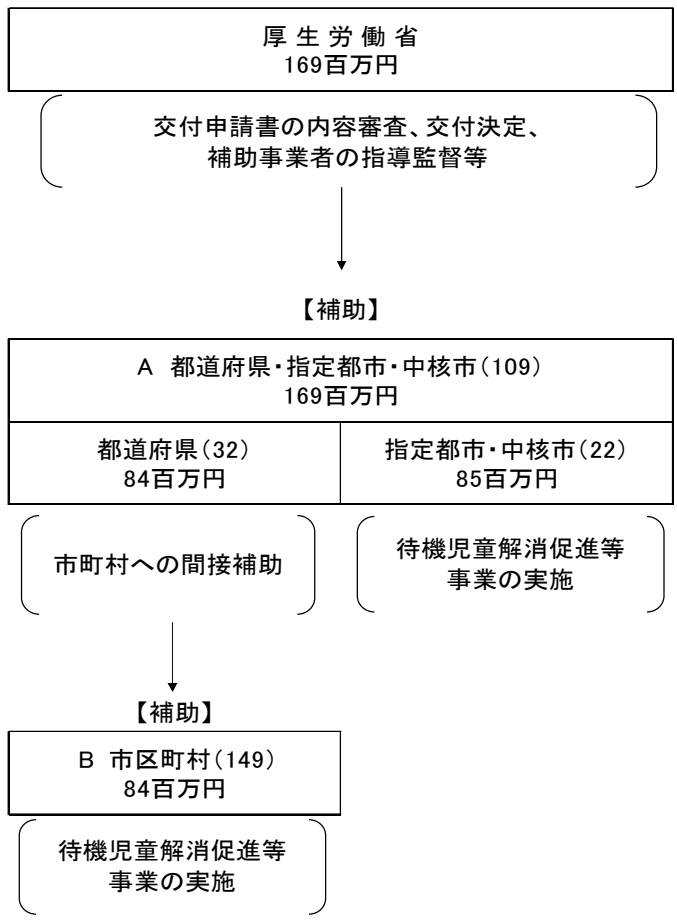 厚生労働省
169百万円
交付申請書の内容審査、交付決定、
補助事業者の指導監督等
【補助】
A 都道府県・指定都市・中核市(109)
169百万円
都道府県(32)
84百万円
指定都市・中核市(22)
85百万円
市町村への間接補助
待機児童解消促進等
事業の実施
【補助】
B 市区町村(149)
84百万円
待機児童解消促進等
事業の実施